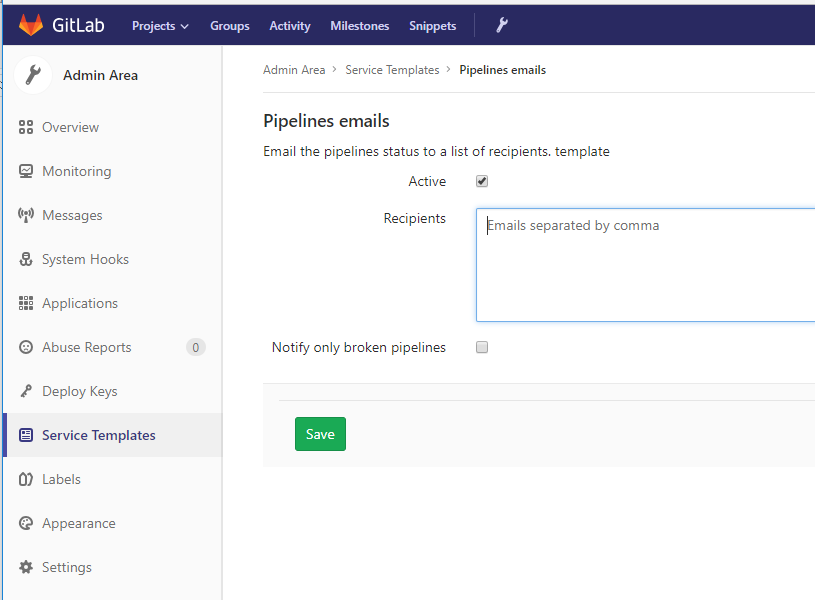 GitLab Projects Groups Activity Milestones Snippets
Admin Area
Overview
Monitoring
Messages
System Hooks
Applications
Abuse Reports 0
Deploy Keys
Service Templates
Labels
Appearance
Settings
Admin Area > Service Templates > Pipelines emails
Pipelines emails
Email the pipelines status to a list of recipients. template
Active
Recipients
Emails separated by comma
Notify only broken pipelines
Save